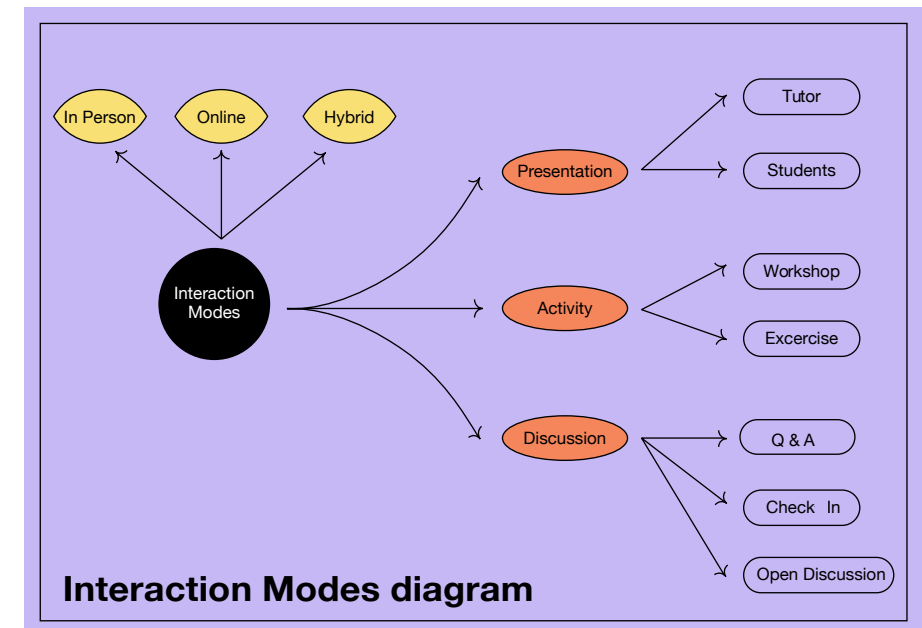 In Person
Online
Hybrid
Interaction
Modes
Presentation
Tutor
Students
Activity
Workshop
Excercise
Discussion
Q & A
Check In
Open Discussion
Interaction Modes diagram